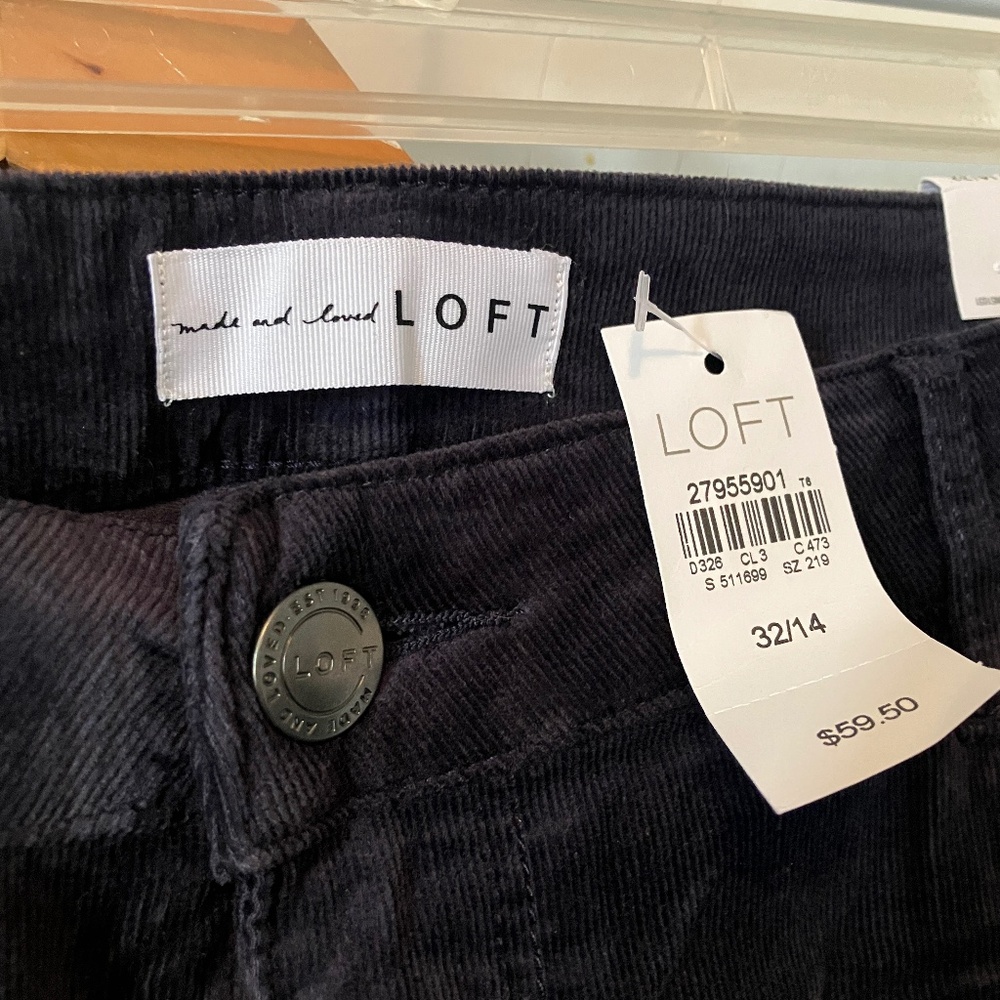 made and loved LOFT
LOFT
27955901 T6
D326 CL3 C473
S 511699 SZ 219
32/14
$59.50
MADE AND LOVED · EST 1996
LOFT